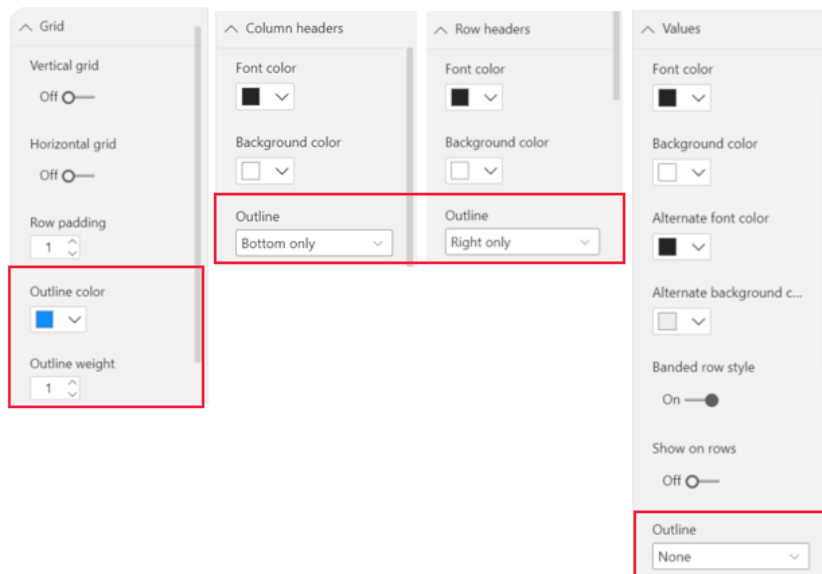 Grid
Vertical grid
Off
Horizontal grid
Off
Row padding
1
Outline color
Outline weight
1
Column headers
Font color
Background color
Outline
Bottom only
Row headers
Font color
Background color
Outline
Right only
Values
Font color
Background color
Alternate font color
Alternate background c...
Banded row style
On
Show on rows
Off
Outline
None